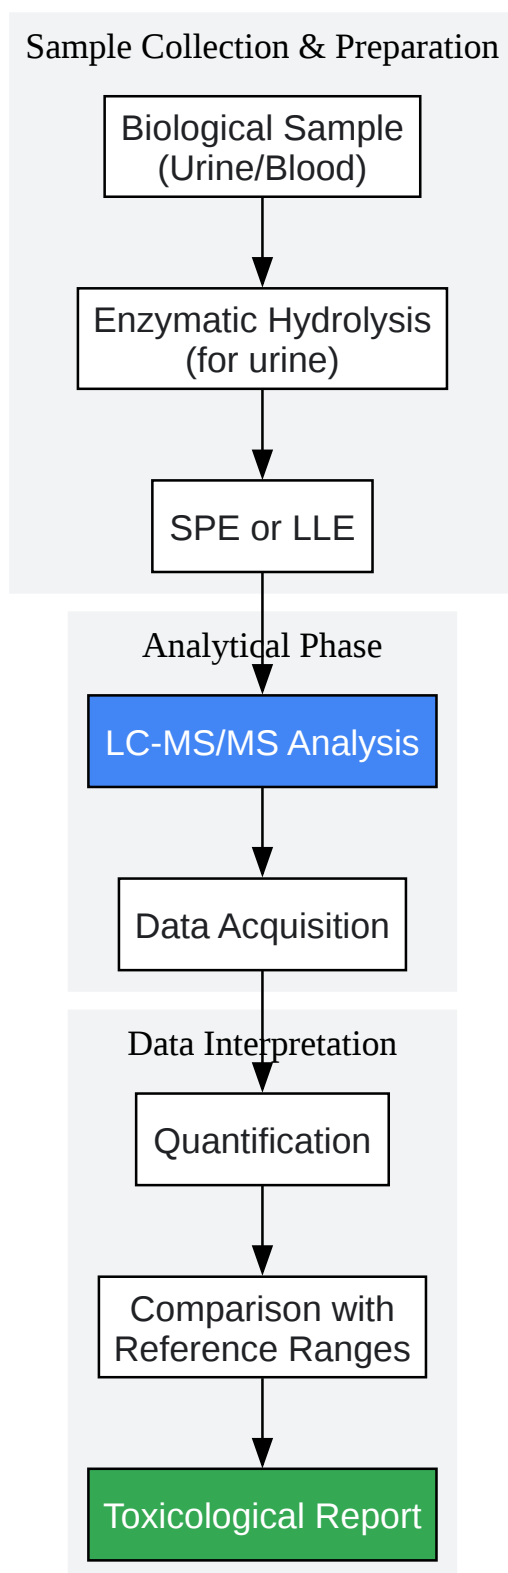 Sample Collection & Preparation
Biological Sample
(Urine/Blood)
Enzymatic Hydrolysis
(for urine)
SPE or LLE
Analytical Phase
LC-MS/MS Analysis
Data Acquisition
Data Interpretation
Quantification
Comparison with
Reference Ranges
Toxicological Report